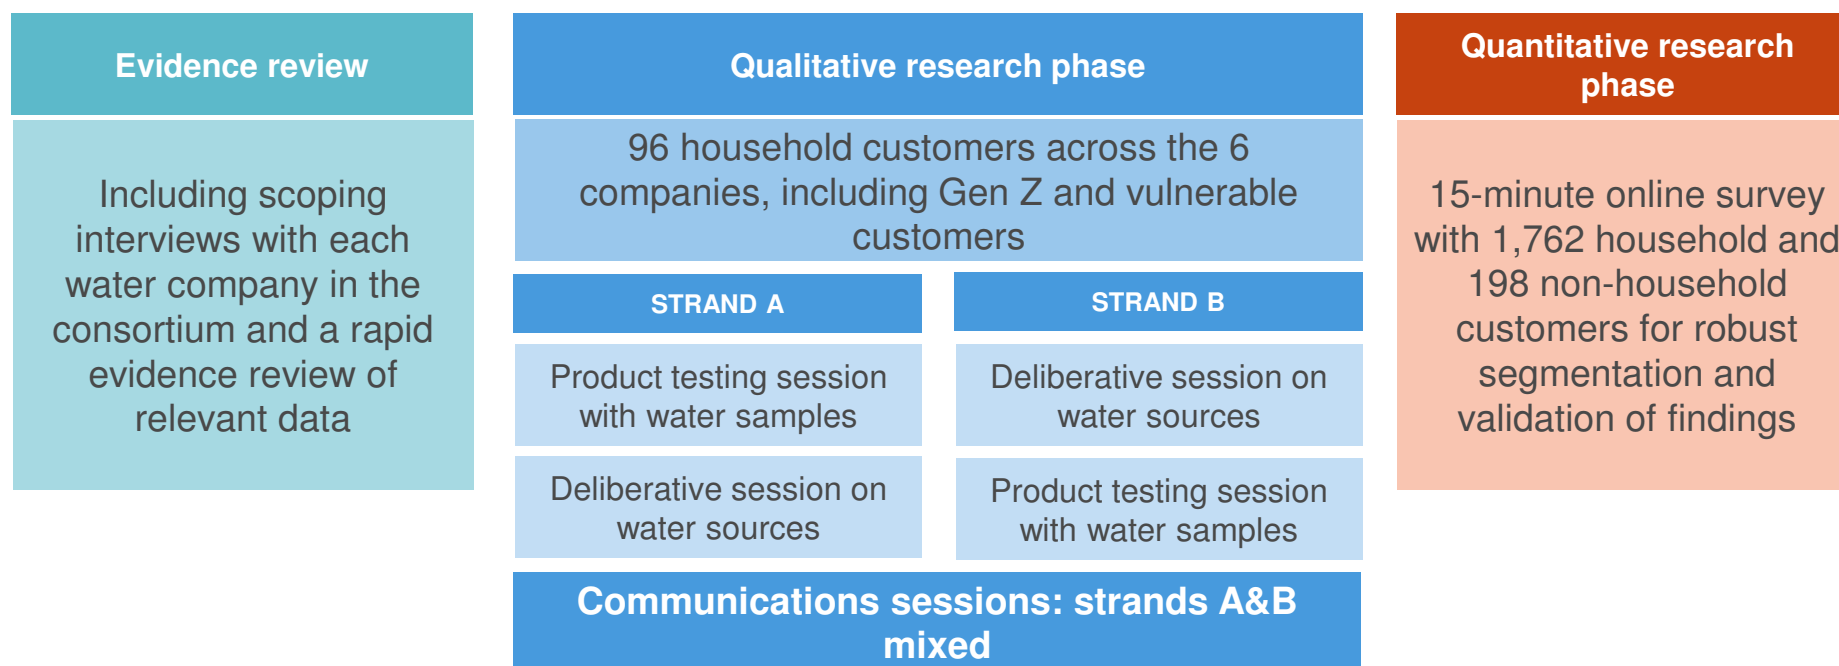 Evidence review
Including scoping
interviews with each
water company in the
consortium and a rapid
evidence review of
relevant data
Qualitative research phase
96 household customers across the 6
companies, including Gen Z and vulnerable
customers
STRAND A
Product testing session
with water samples
Deliberative session on
water sources
STRAND B
Deliberative session on
water sources
Product testing session
with water samples
Communications sessions: strands A&B
mixed
Quantitative research
phase
15-minute online survey
with 1,762 household and
198 non-household
customers for robust
segmentation and
validation of findings